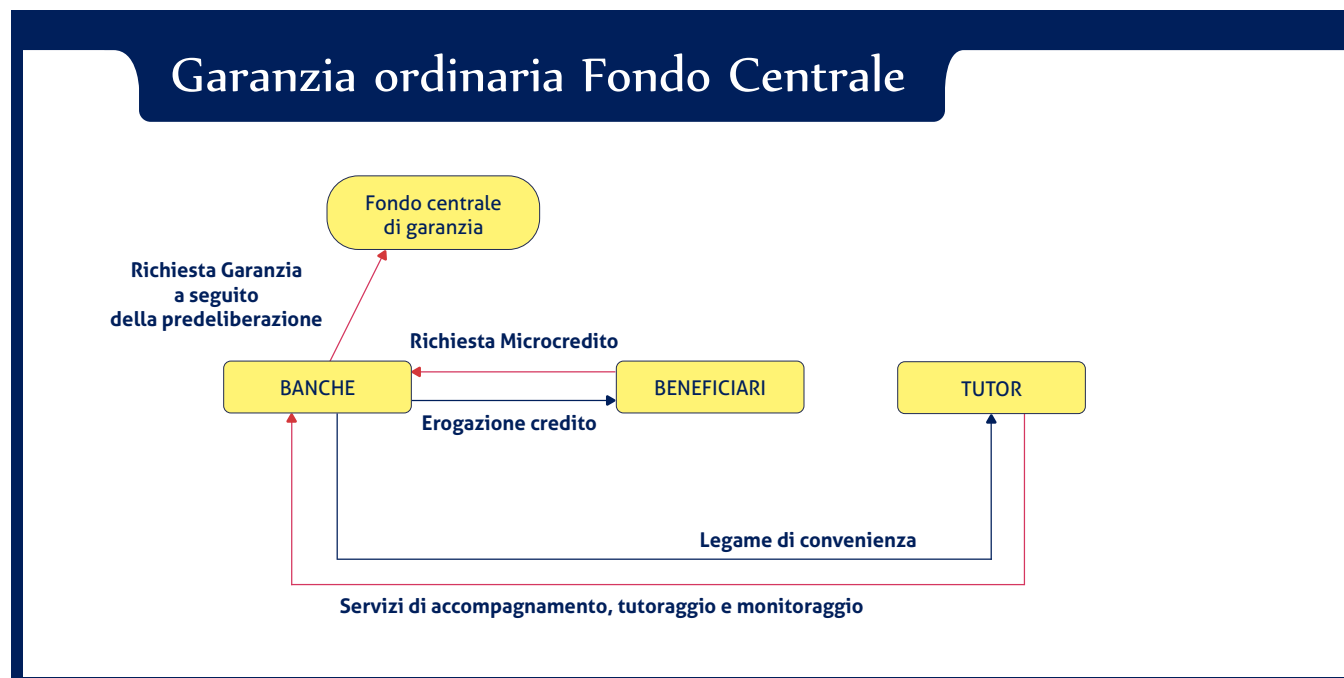 Garanzia ordinaria Fondo Centrale
Fondo centrale
di garanzia
Richiesta Garanzia
a seguito
della predeliberazione
Richiesta Microcredito
BANCHE
BENEFICIARI
TUTOR
Erogazione credito
Legame di convenienza
Servizi di accompagnamento, tutoraggio e monitoraggio